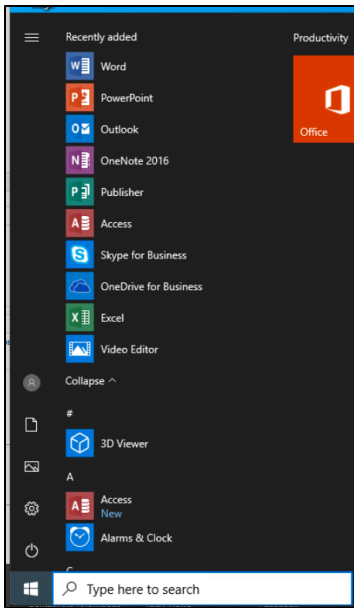 Recently added
Productivity
Word
PowerPoint
Office
Outlook
OneNote 2016
Publisher
Access
Skype for Business
OneDrive for Business
Excel
Video Editor
Collapse
#
3D Viewer
A
Access
New
Alarms & Clock
Type here to search